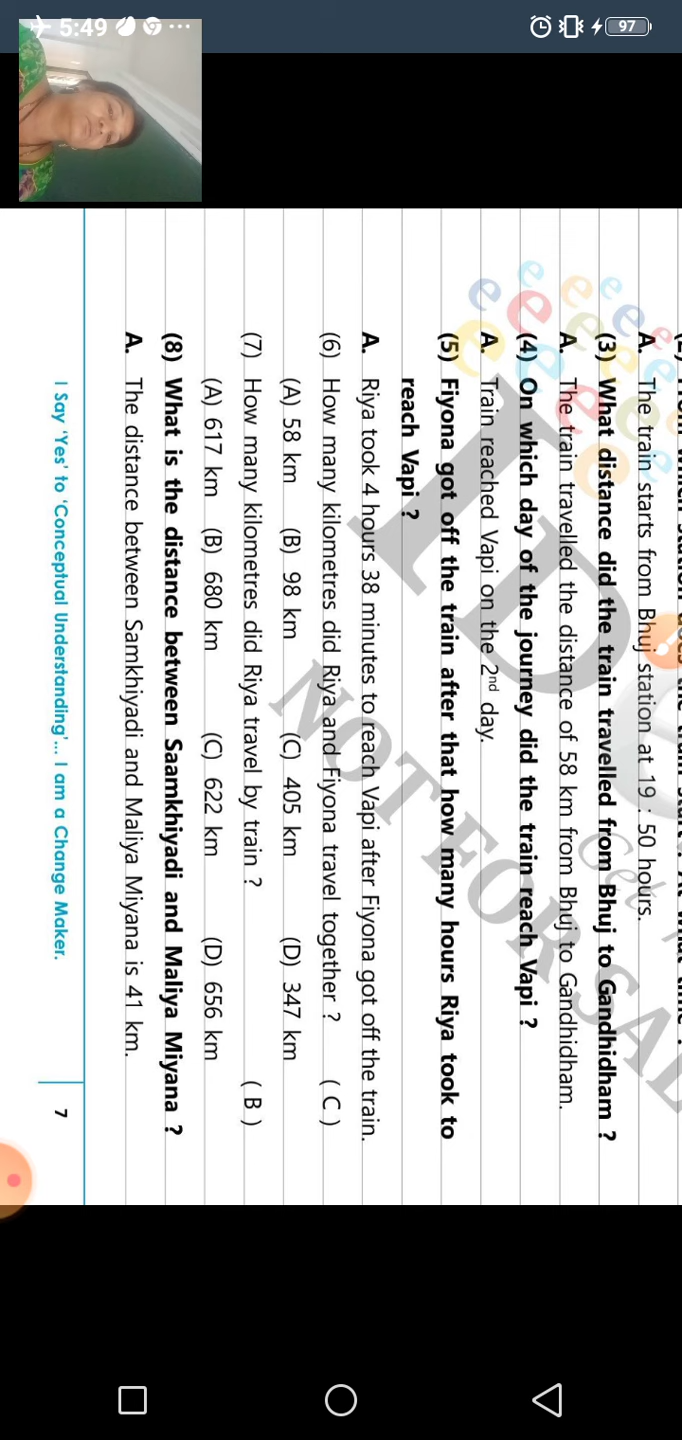 5:49
97
A. The train starts from Bhuj station at 19 : 50 hours.
(3) What distance did the train travelled from Bhuj to Gandhidham ?
A. The train travelled the distance of 58 km from Bhuj to Gandhidham.
(4) On which day of the journey did the train reach Vapi ?
A. Train reached Vapi on the 2nd day.
(5) Fiyona got off the train after that how many hours Riya took to
reach Vapi ?
A. Riya took 4 hours 38 minutes to reach Vapi after Fiyona got off the train.
(6) How many kilometres did Riya and Fiyona travel together ? ( C )
(A) 58 km (B) 98 km (C) 405 km (D) 347 km
(7) How many kilometres did Riya travel by train ? ( B )
(A) 617 km (B) 680 km (C) 622 km (D) 656 km
(8) What is the distance between Saamkhiyadi and Maliya Miyana ?
A. The distance between Samkhiyadi and Maliya Miyana is 41 km.
I Say 'Yes' to 'Conceptual Understanding'... I am a Change Maker.
7
NOT FOR SAL